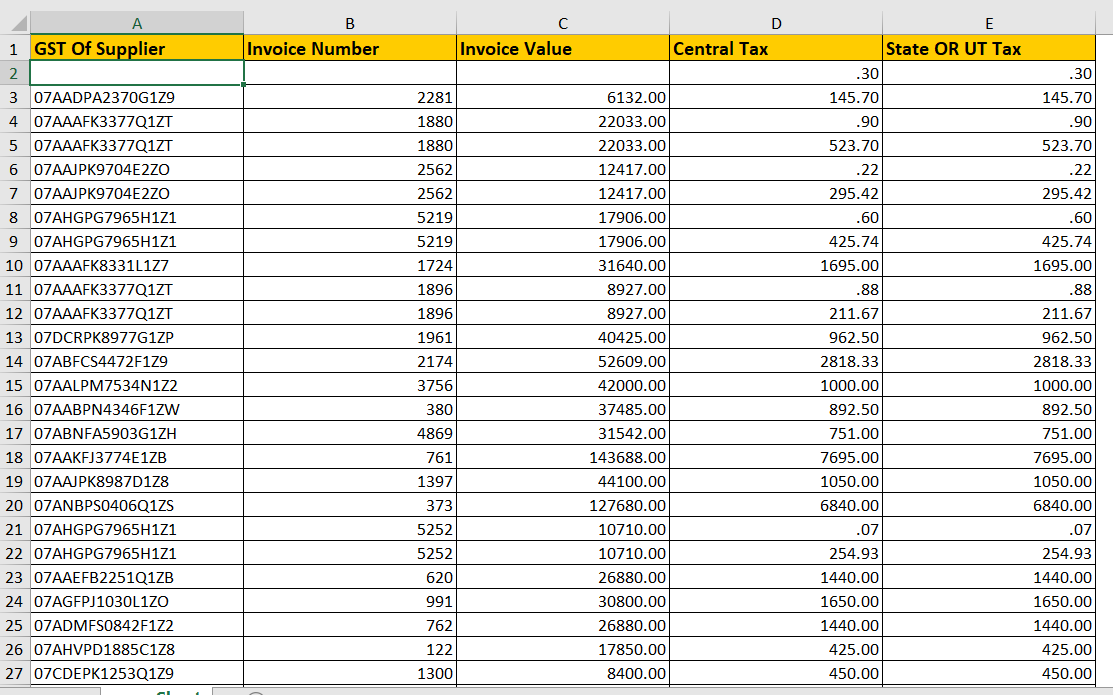 A B C D E
1 GST Of Supplier Invoice Number Invoice Value Central Tax State OR UT Tax
2 .30 .30
3 07AADPA2370G1Z9 2281 6132.00 145.70 145.70
4 07AAAFK3377Q1ZT 1880 22033.00 .90 .90
5 07AAAFK3377Q1ZT 1880 22033.00 523.70 523.70
6 07AAJPK9704E2ZO 2562 12417.00 .22 .22
7 07AAJPK9704E2ZO 2562 12417.00 295.42 295.42
8 07AHGPG7965H1Z1 5219 17906.00 .60 .60
9 07AHGPG7965H1Z1 5219 17906.00 425.74 425.74
10 07AAAFK8331L1Z7 1724 31640.00 1695.00 1695.00
11 07AAAFK3377Q1ZT 1896 8927.00 .88 .88
12 07AAAFK3377Q1ZT 1896 8927.00 211.67 211.67
13 07DCRPK8977G1ZP 1961 40425.00 962.50 962.50
14 07ABFCS4472F1Z9 2174 52609.00 2818.33 2818.33
15 07AALPM7534N1Z2 3756 42000.00 1000.00 1000.00
16 07AABPN4346F1ZW 380 37485.00 892.50 892.50
17 07ABNFA5903G1ZH 4869 31542.00 751.00 751.00
18 07AAKFJ3774E1ZB 761 143688.00 7695.00 7695.00
19 07AAJPK8987D1Z8 1397 44100.00 1050.00 1050.00
20 07ANBPS0406Q1ZS 373 127680.00 6840.00 6840.00
21 07AHGPG7965H1Z1 5252 10710.00 .07 .07
22 07AHGPG7965H1Z1 5252 10710.00 254.93 254.93
23 07AAEFB2251Q1ZB 620 26880.00 1440.00 1440.00
24 07AGFPJ1030L1ZO 991 30800.00 1650.00 1650.00
25 07ADMFS0842F1Z2 762 26880.00 1440.00 1440.00
26 07AHVPD1885C1Z8 122 17850.00 425.00 425.00
27 07CDEPK1253Q1Z9 1300 8400.00 450.00 450.00